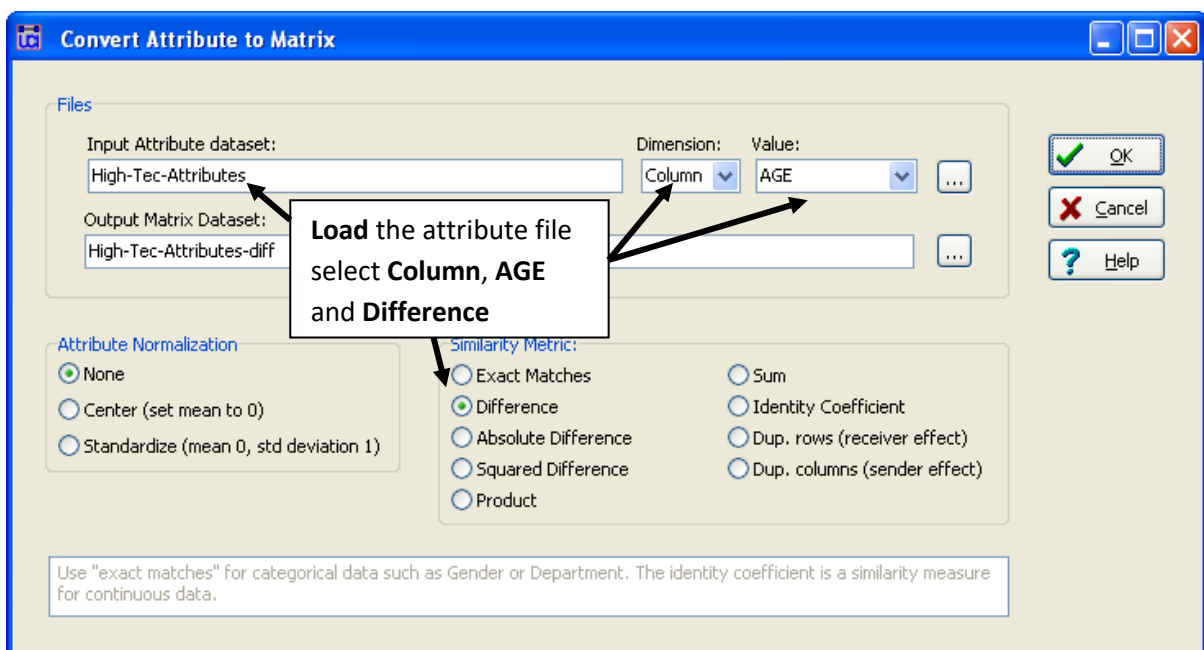 Convert Attribute to Matrix
Files
Input Attribute dataset:
Dimension:
Value:
High-Tec-Attributes
Column
AGE
...
OK
Output Matrix Dataset:
High-Tec-Attributes-diff
...
Cancel
Help
Load the attribute file
select Column, AGE
and Difference
Attribute Normalization
None
Center (set mean to 0)
Standardize (mean 0, std deviation 1)
Similarity Metric:
Exact Matches
Difference
Absolute Difference
Squared Difference
Product
Sum
Identity Coefficient
Dup. rows (receiver effect)
Dup. columns (sender effect)
Use "exact matches" for categorical data such as Gender or Department. The identity coefficient is a similarity measure
for continuous data.